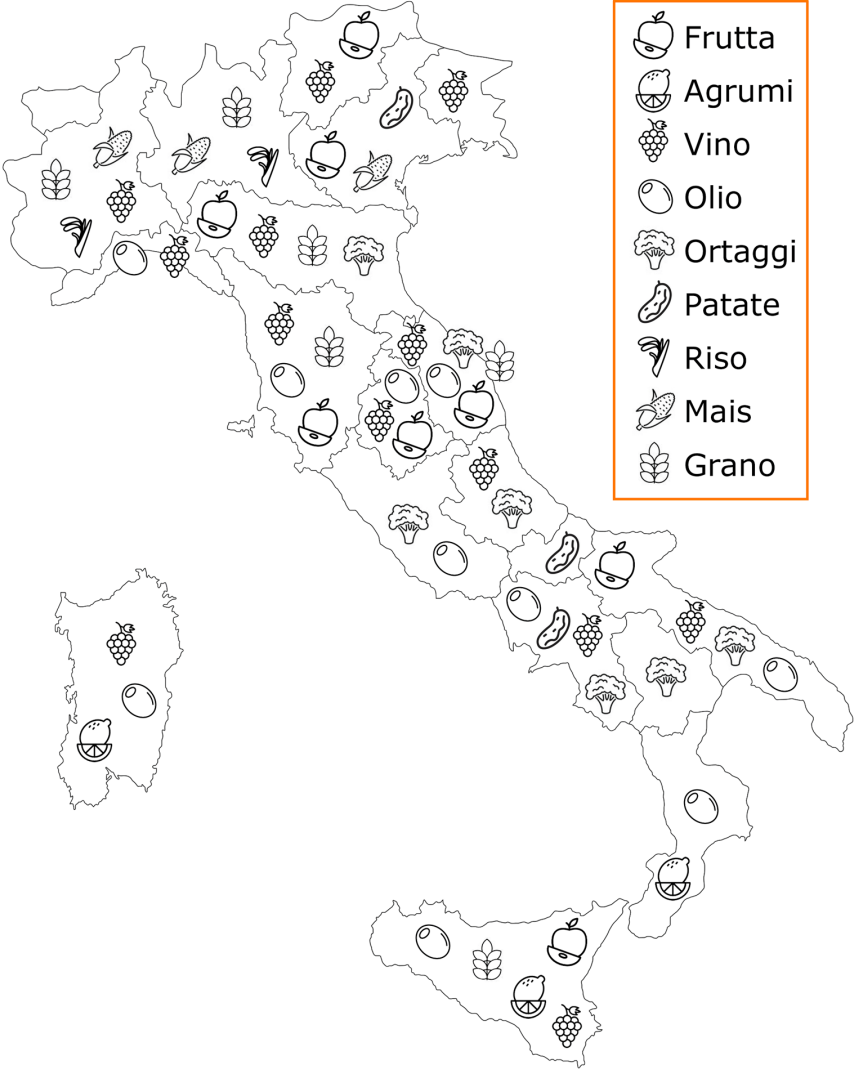 Frutta
Agrumi
Vino
Olio
Ortaggi
Patate
Riso
Mais
Grano